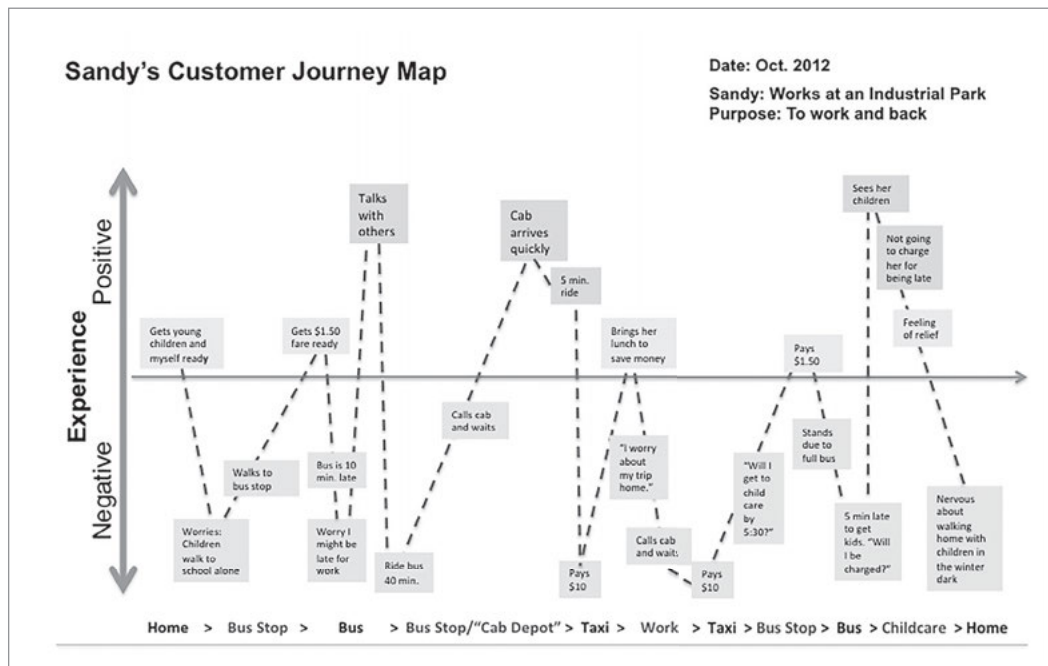 Sandy's Customer Journey Map
Date: Oct. 2012
Sandy: Works at an Industrial Park
Purpose: To work and back
Experience
Positive
Negative
Gets young
children and
myself ready
Worries:
Children
walk to
school alone
Walks to
bus stop
Gets $1.50
fare ready
Bus is 10
min. late
Worry I
might be
late for
work
Talks
with
others
Ride bus
40 min.
Calls cab
and waits
Cab
arrives
quickly
5 min.
ride
Pays
$10
Brings her
lunch to
save money
"I worry
about
my trip
home."
Calls cab
and waits
Pays
$10
"Will I
get to
child
care
by
5:30?"
Pays
$1.50
Stands
due to
full bus
5 min late
to get
kids. "Will
I be
charged?"
Sees her
children
Not going
to charge
her for
being late
Feeling
of relief
Nervous
about
walking
home with
children in
the winter
dark
Home > Bus Stop > Bus > Bus Stop/"Cab Depot" > Taxi > Work > Taxi > Bus Stop > Bus > Childcare > Home